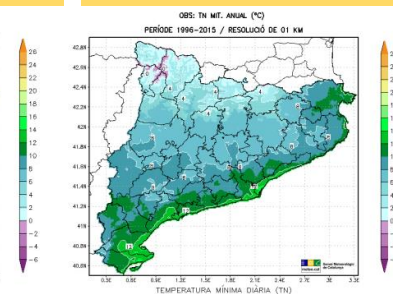 OBS: TN MIT. ANUAL (°C)
PERÍODE 1996-2015 / RESOLUCIÓ DE 01 KM
26
24
22
20
18
16
14
12
10
8
6
4
2
0
-2
-4
-6
42.8N
42.6N
42.4N
42.2N
42N
41.8N
41.6N
41.4N
41.2N
41N
40.8N
40.6N
0.3E
0.6E
0.9E
1.2E
1.5E
1.8E
2.1E
2.4E
2.7E
3E
3.3E
Servei Meteorològic
de Catalunya
meteo.cat
TEMPERATURA MÍNIMA DIÀRIA (TN)